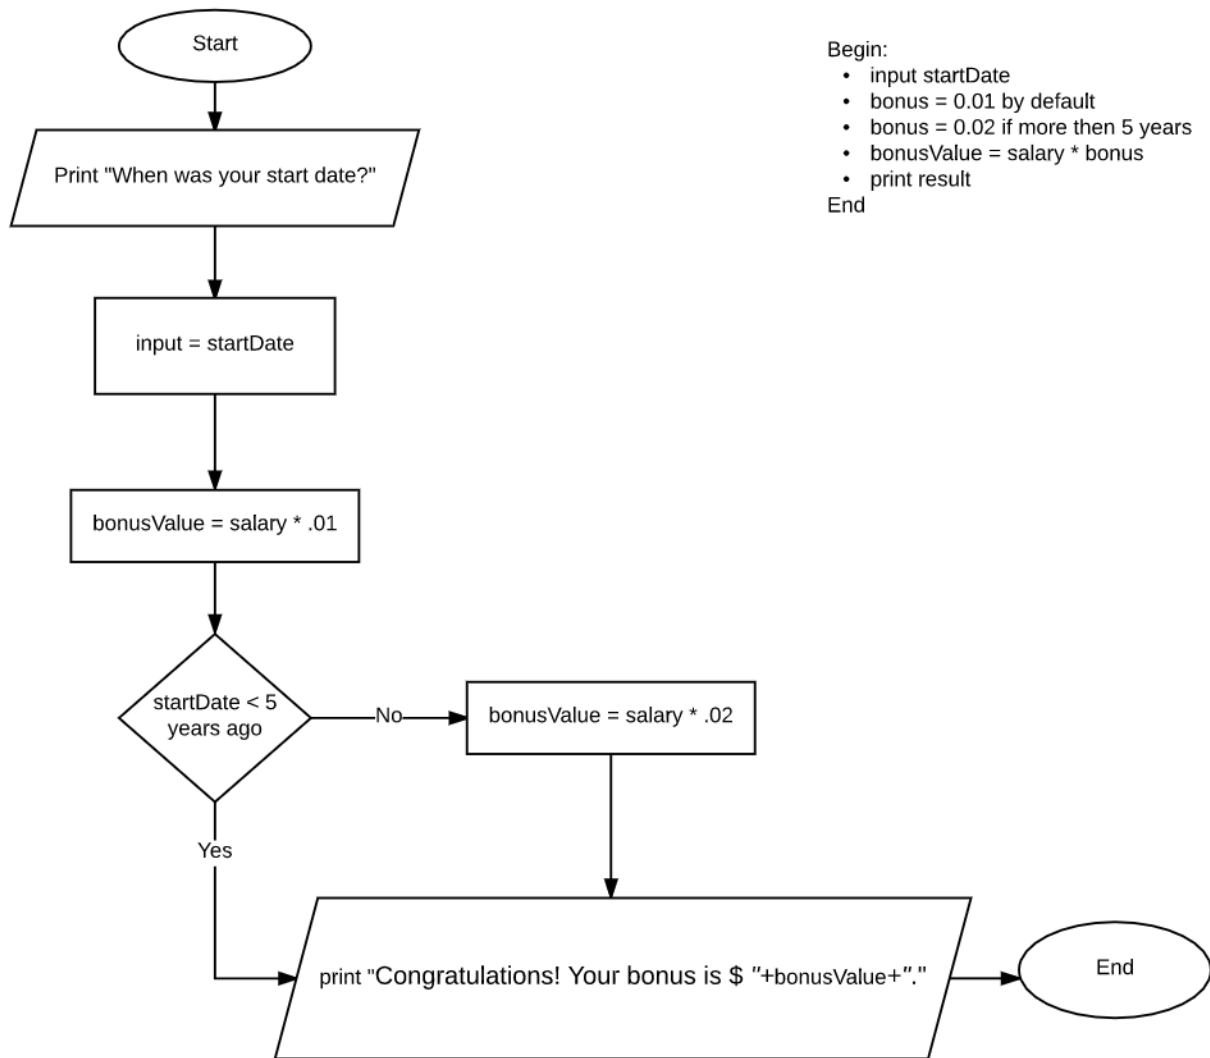 Start
Print "When was your start date?"
input = startDate
bonusValue = salary * .01
startDate < 5
years ago
No
bonusValue = salary * .02
Yes
print "Congratulations! Your bonus is $ "+bonusValue+"."
End
Begin:
• input startDate
• bonus = 0.01 by default
• bonus = 0.02 if more then 5 years
• bonusValue = salary * bonus
• print result
End